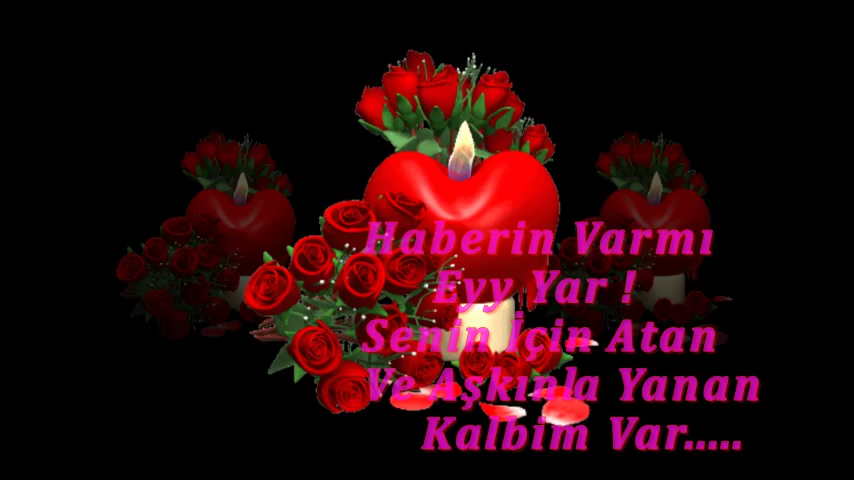 Haberin Varmı
Eyy Yar !
Senin İçin Atan
Ve Aşkınla Yanan
Kalbim Var.....